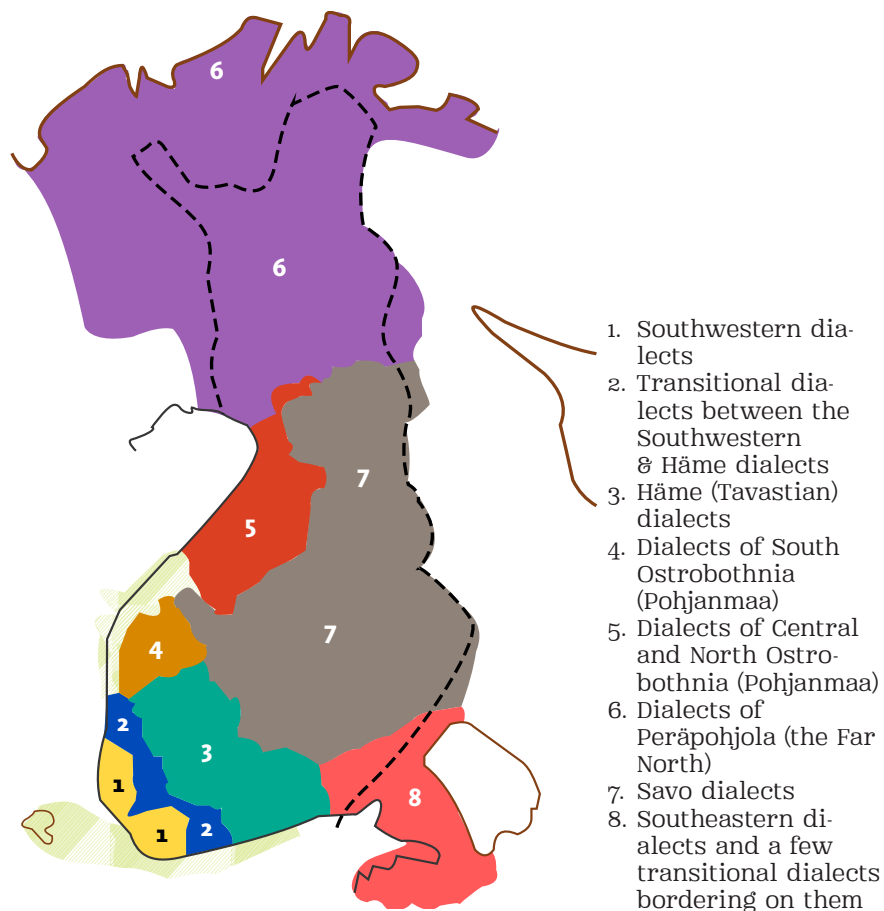 6
6
7
5
7
4
2
3
1
8
2
1
1. Southwestern dia-
lects
2. Transitional dia-
lects between the
Southwestern
& Häme dialects
3. Häme (Tavastian)
dialects
4. Dialects of South
Ostrobothnia
(Pohjanmaa)
5. Dialects of Central
and North Ostro-
bothnia (Pohjanmaa)
6. Dialects of
Peräpohjola (the Far
North)
7. Savo dialects
8. Southeastern di-
alects and a few
transitional dialects
bordering on them